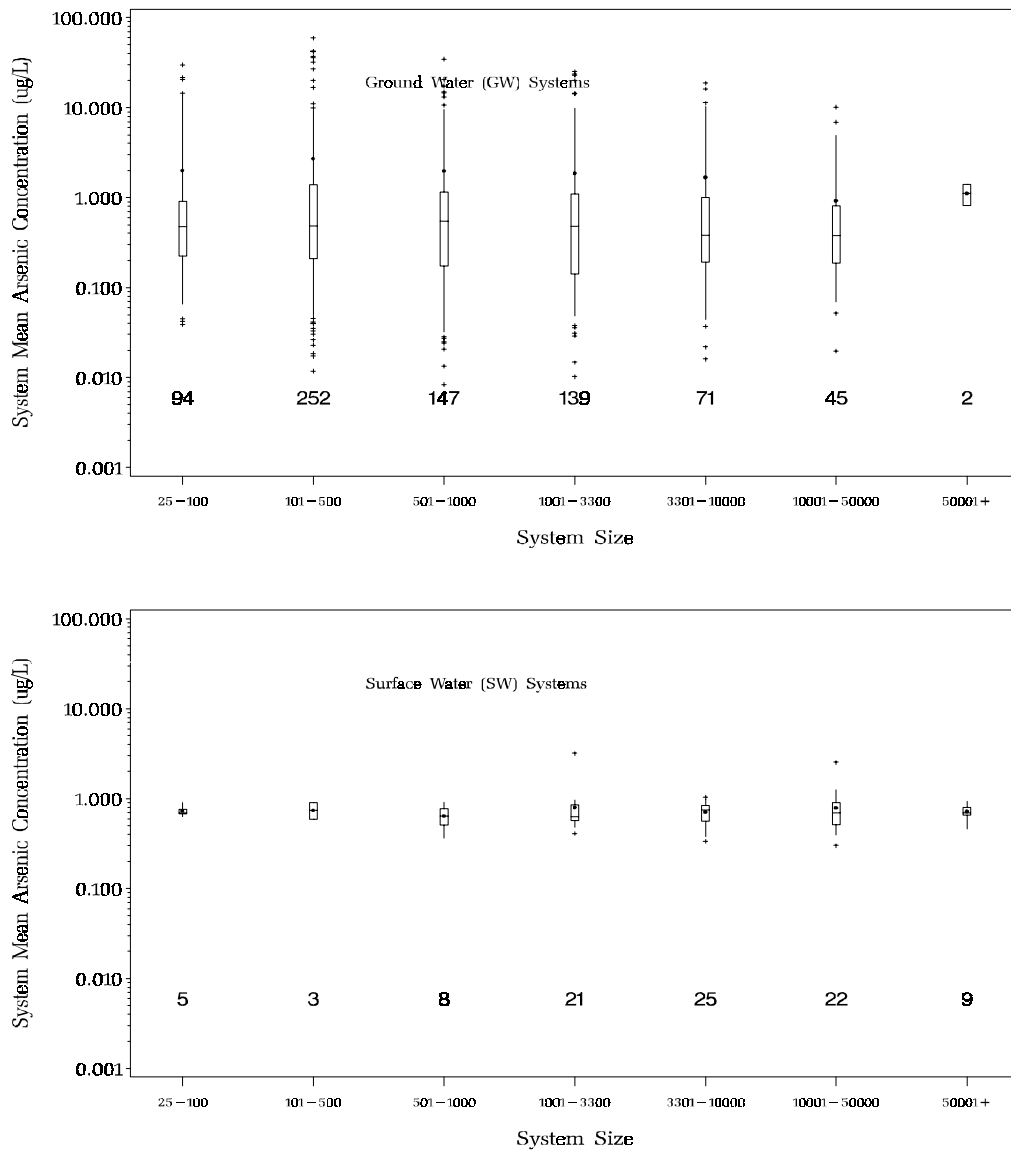 100.000
Ground Water (GW) Systems
10.000
1.000
0.100
0.010
0.001
System Mean Arsenic Concentration (ug/L)
94 252 147 139 71 45 2
25-100 101-500 501-1000 1001-3300 3301-10000 10001-50000 50001+
System Size
100.000
Surface Water (SW) Systems
10.000
1.000
0.100
0.010
0.001
System Mean Arsenic Concentration (ug/L)
5 3 8 21 25 22 9
25-100 101-500 501-1000 1001-3300 3301-10000 10001-50000 50001+
System Size